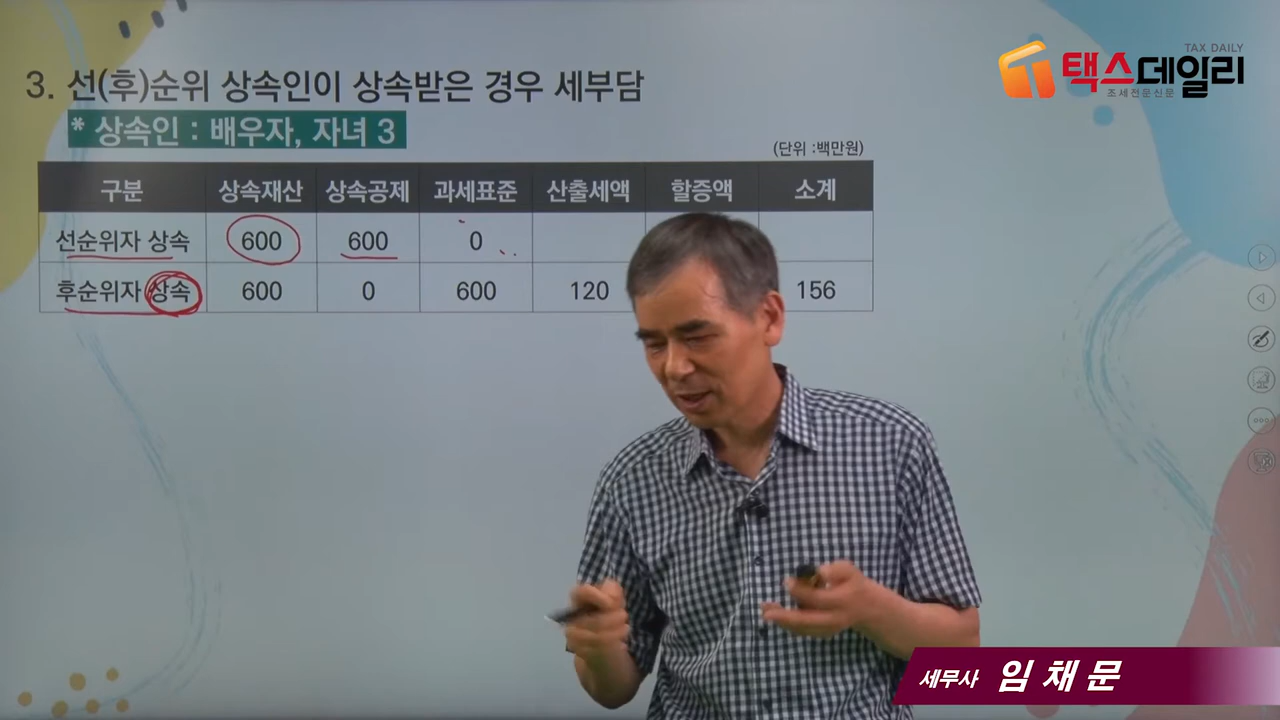 TAX DAILY
택스데일리
조세전문신문
3. 선(후)순위 상속인이 상속받은 경우 세부담
* 상속인 : 배우자, 자녀 3
(단위 :백만원)
구분 상속재산 상속공제 과세표준 산출세액 할증액 소계
선순위자 상속 600 600 0
후순위자 상속 600 0 600 120 156
세무사 임채문